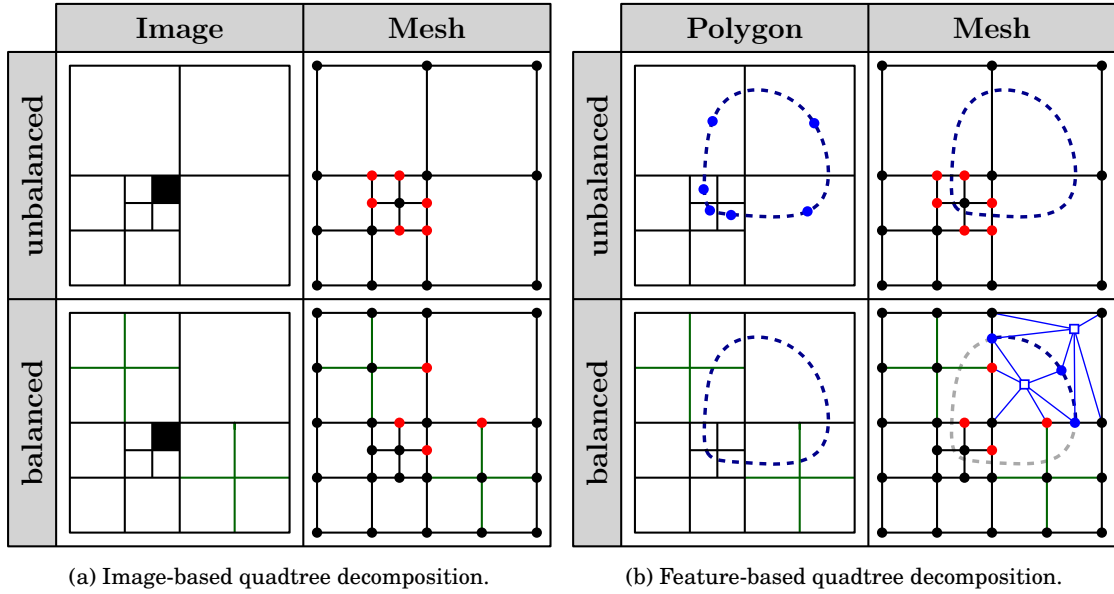 Image Mesh
Polygon Mesh
unbalanced
unbalanced
balanced
balanced
(a) Image-based quadtree decomposition.
(b) Feature-based quadtree decomposition.